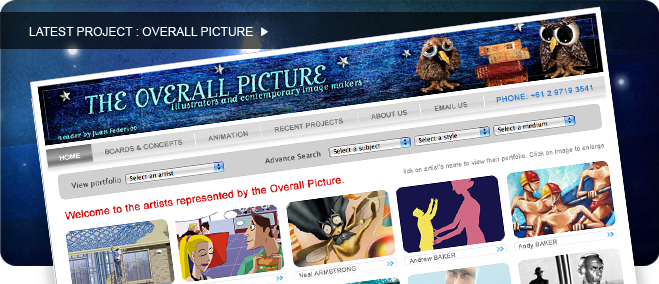 LATEST PROJECT : OVERALL PICTURE
THE OVERALL PICTURE
Illustrators and contemporary image makers
header by Juan Federico
HOME BOARDS & CONCEPTS ANIMATION RECENT PROJECTS ABOUT US EMAIL US PHONE: +61 2 9719 3541
View portfolio Select an artist Advance Search Select a subject Select a style Select a medium
lick on artist's name to view their portfolio. Click on image to enlarge
Welcome to the artists represented by the Overall Picture.
Neal ARMSTRONG
Andrew BAKER
Andy BAKER